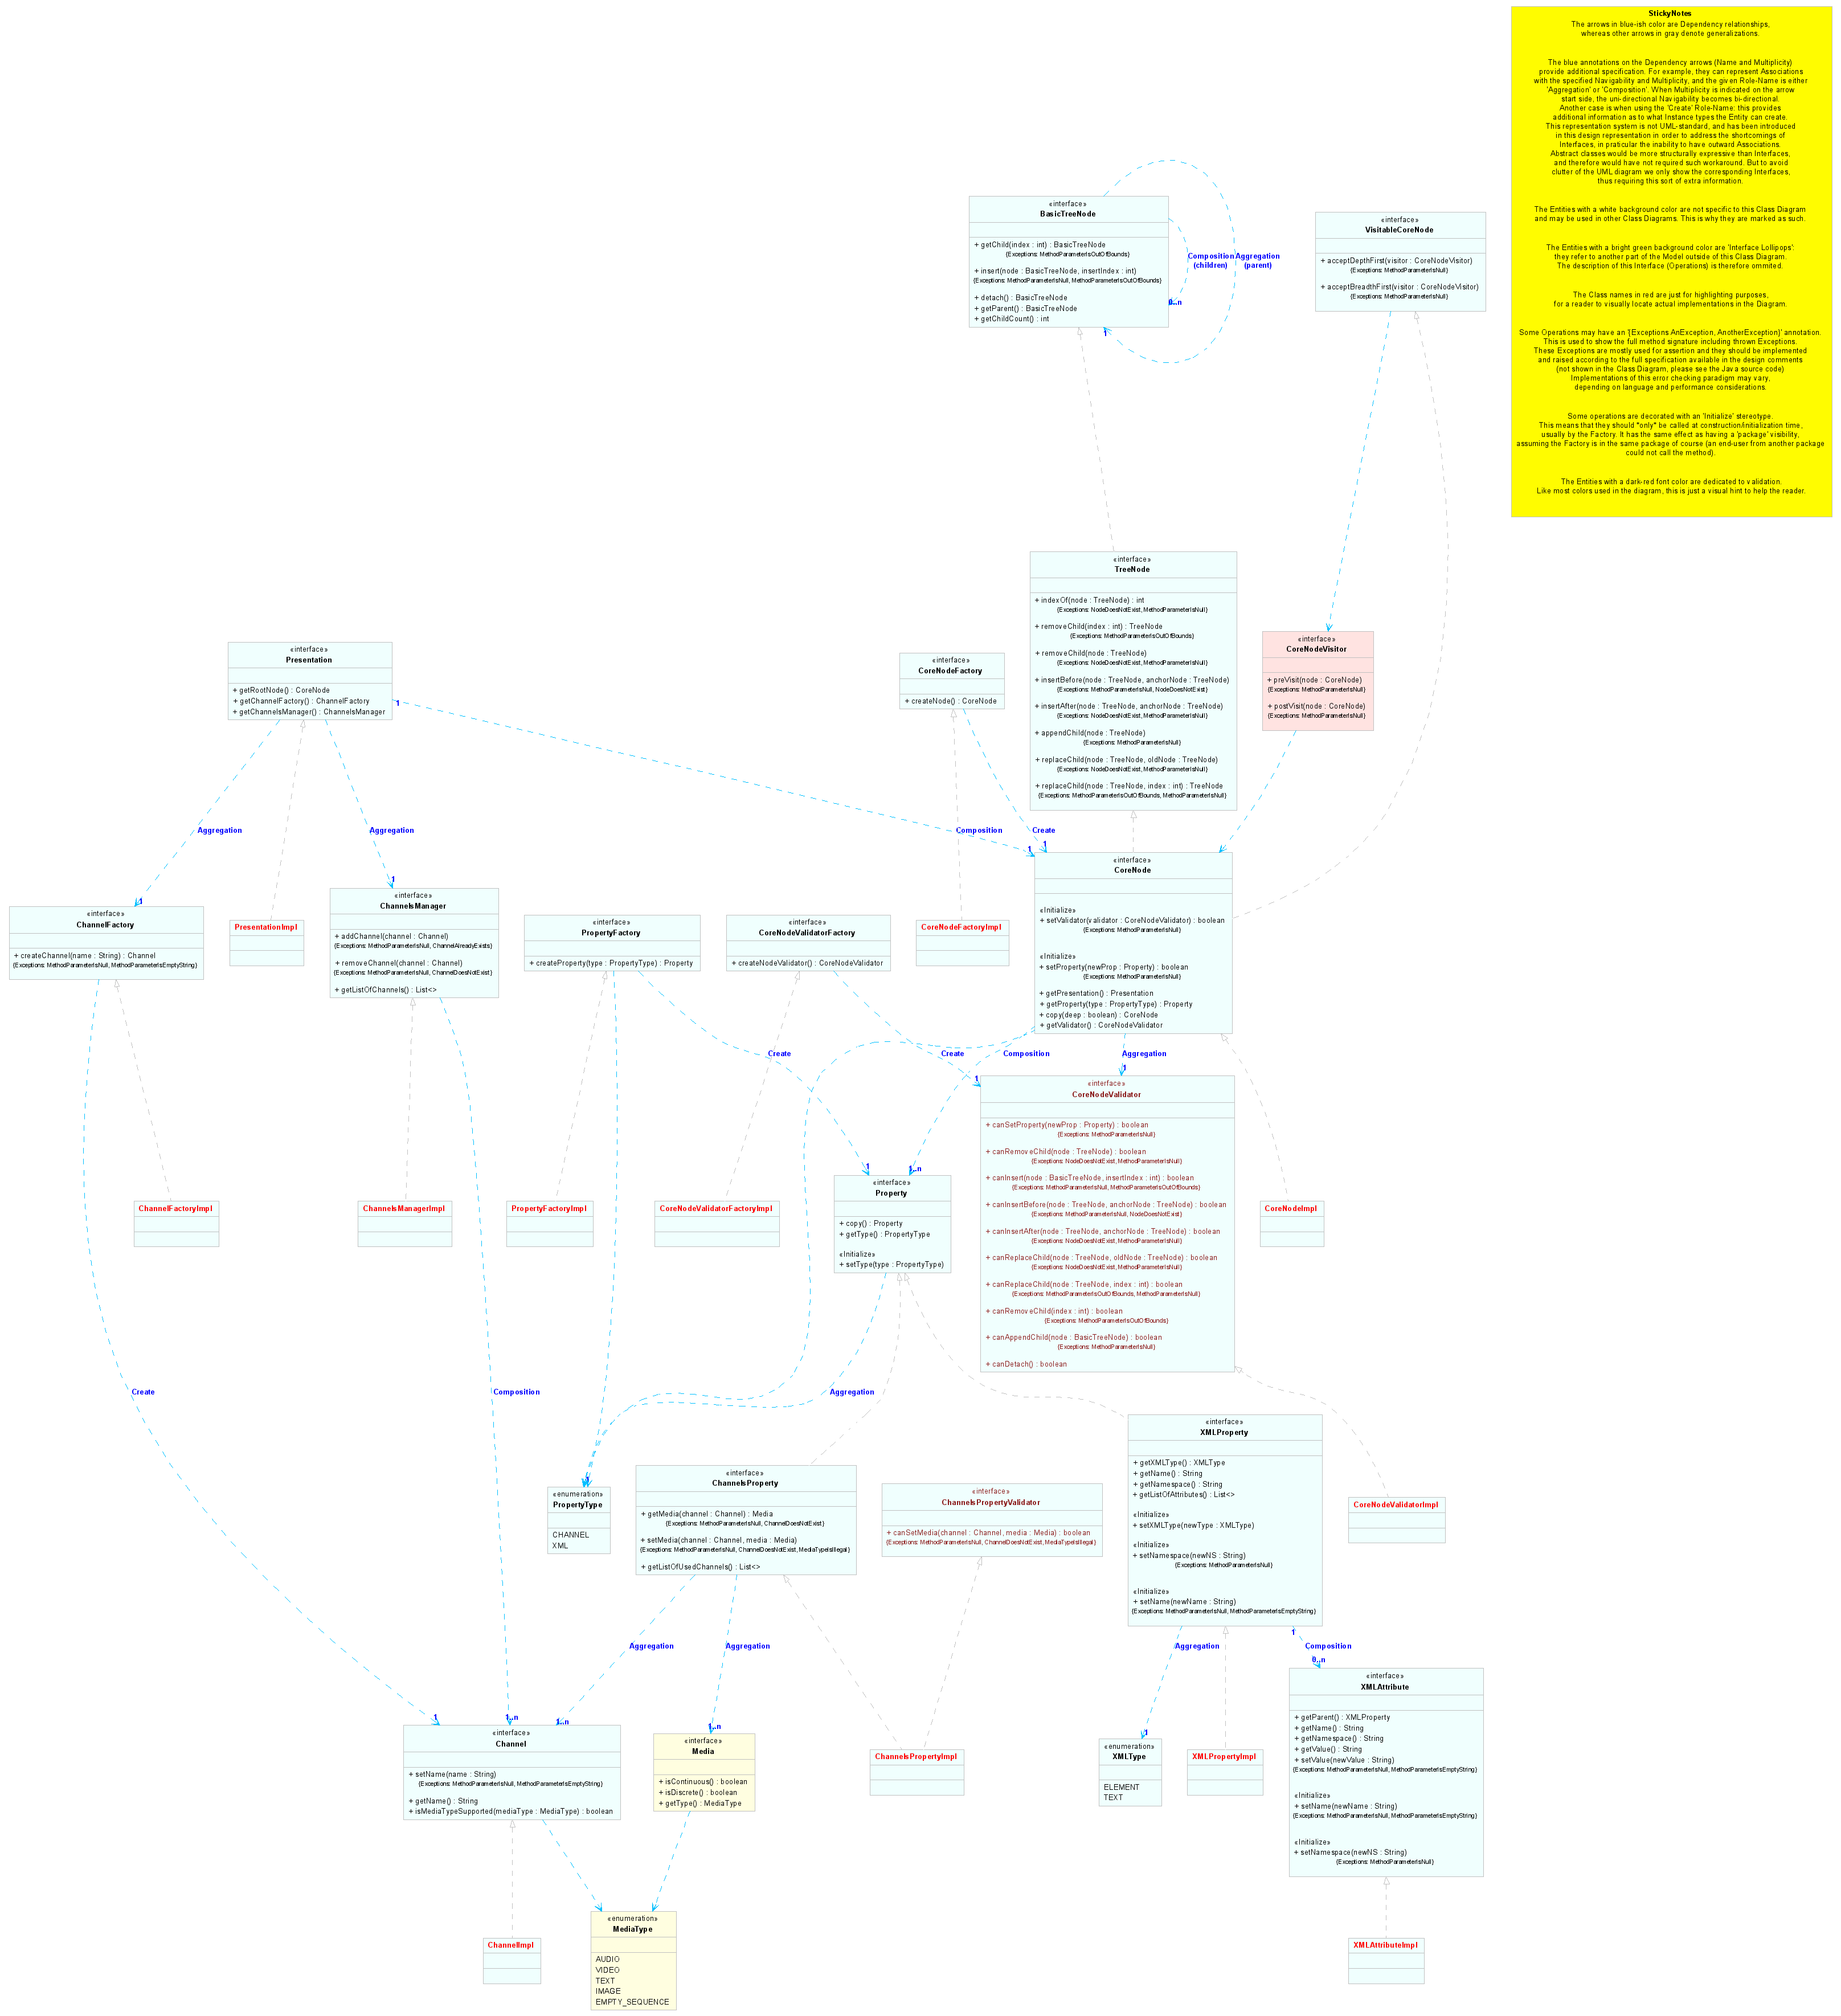 StickyNotes
The arrows in blue-ish color are Dependency relationships,
whereas other arrows in gray denote generalizations.
The blue annotations on the Dependency arrows (Name and Multiplicity)
provide additional specification. For example, they can represent Associations
with the specified Navigability and Multiplicity, and the given Role-Name is either
'Aggregation' or 'Composition'. When Multiplicity is indicated on the arrow
start side, the uni-directional Navigability becomes bi-directional.
Another case is when using the 'Create' Role-Name: this provides
additional information as to what Instance types the Entity can create.
This representation system is not UML-standard, and has been introduced
in this design representation in order to address the shortcomings of
Interfaces, in praticular the inability to have outward Associations.
Abstract classes would be more structurally expressive than Interfaces,
and therefore would have not required such workaround. But to avoid
clutter of the UML diagram we only show the corresponding Interfaces,
thus requiring this sort of extra information.
The Entities with a white background color are not specific to this Class Diagram
and may be used in other Class Diagrams. This is why they are marked as such.
The Entities with a bright green background color are 'Interface Lollipops':
they refer to another part of the Model outside of this Class Diagram.
The description of this Interface (Operations) is therefore ommited.
The Class names in red are just for highlighting purposes,
for a reader to visually locate actual implementations in the Diagram.
Some Operations may have an '{Exceptions AnException, AnotherException}' annotation.
This is used to show the full method signature including thrown Exceptions.
These Exceptions are mostly used for assertion and they should be implemented
and raised according to the full specification available in the design comments
(not shown in the Class Diagram, please see the Java source code)
Implementations of this error checking paradigm may vary,
depending on language and performance considerations.
Some operations are decorated with an 'Initialize' stereotype.
This means that they should *only* be called at construction/initialization time,
usually by the Factory. It has the same effect as having a 'package' visibility,
assuming the Factory is in the same package of course (an end-user from another package
could not call the method).
The Entities with a dark-red font color are dedicated to validation.
Like most colors used in the diagram, this is just a visual hint to help the reader.
«interface»
BasicTreeNode
+ getChild(index : int) : BasicTreeNode
{Exceptions: MethodParameterIsOutOfBounds}
+ insert(node : BasicTreeNode, insertIndex : int)
{Exceptions: MethodParameterIsNull, MethodParameterIsOutOfBounds}
+ detach() : BasicTreeNode
+ getParent() : BasicTreeNode
+ getChildCount() : int
Composition
(children)
0..n
Aggregation
(parent)
1
«interface»
VisitableCoreNode
+ acceptDepthFirst(visitor : CoreNodeVisitor)
{Exceptions: MethodParameterIsNull}
+ acceptBreadthFirst(visitor : CoreNodeVisitor)
{Exceptions: MethodParameterIsNull}
«interface»
TreeNode
+ indexOf(node : TreeNode) : int
{Exceptions: NodeDoesNotExist, MethodParameterIsNull}
+ removeChild(index : int) : TreeNode
{Exceptions: MethodParameterIsOutOfBounds}
+ removeChild(node : TreeNode)
{Exceptions: NodeDoesNotExist, MethodParameterIsNull}
+ insertBefore(node : TreeNode, anchorNode : TreeNode)
{Exceptions: MethodParameterIsNull, NodeDoesNotExist}
+ insertAfter(node : TreeNode, anchorNode : TreeNode)
{Exceptions: NodeDoesNotExist, MethodParameterIsNull}
+ appendChild(node : TreeNode)
{Exceptions: MethodParameterIsNull}
+ replaceChild(node : TreeNode, oldNode : TreeNode)
{Exceptions: NodeDoesNotExist, MethodParameterIsNull}
+ replaceChild(node : TreeNode, index : int) : TreeNode
{Exceptions: MethodParameterIsOutOfBounds, MethodParameterIsNull}
«interface»
CoreNodeVisitor
+ preVisit(node : CoreNode)
{Exceptions: MethodParameterIsNull}
+ postVisit(node : CoreNode)
{Exceptions: MethodParameterIsNull}
«interface»
Presentation
+ getRootNode() : CoreNode
+ getChannelFactory() : ChannelFactory
+ getChannelsManager() : ChannelsManager
1
«interface»
CoreNodeFactory
+ createNode() : CoreNode
Aggregation
1
Aggregation
1
Composition
1
Create
1
«interface»
CoreNode
«Initialize»
+ setValidator(validator : CoreNodeValidator) : boolean
{Exceptions: MethodParameterIsNull}
«Initialize»
+ setProperty(newProp : Property) : boolean
{Exceptions: MethodParameterIsNull}
+ getPresentation() : Presentation
+ getProperty(type : PropertyType) : Property
+ copy(deep : boolean) : CoreNode
+ getValidator() : CoreNodeValidator
«interface»
ChannelFactory
+ createChannel(name : String) : Channel
{Exceptions: MethodParameterIsNull, MethodParameterIsEmptyString}
PresentationImpl
«interface»
ChannelsManager
+ addChannel(channel : Channel)
{Exceptions: MethodParameterIsNull, ChannelAlreadyExists}
+ removeChannel(channel : Channel)
{Exceptions: MethodParameterIsNull, ChannelDoesNotExist}
+ getListOfChannels() : List<>
«interface»
PropertyFactory
+ createProperty(type : PropertyType) : Property
«interface»
CoreNodeValidatorFactory
+ createNodeValidator() : CoreNodeValidator
CoreNodeFactoryImpl
Create
1
Create
1
Composition
1..n
Aggregation
1
«interface»
CoreNodeValidator
+ canSetProperty(newProp : Property) : boolean
{Exceptions: MethodParameterIsNull}
+ canRemoveChild(node : TreeNode) : boolean
{Exceptions: NodeDoesNotExist, MethodParameterIsNull}
+ canInsert(node : BasicTreeNode, insertIndex : int) : boolean
{Exceptions: MethodParameterIsNull, MethodParameterIsOutOfBounds}
+ canInsertBefore(node : TreeNode, anchorNode : TreeNode) : boolean
{Exceptions: MethodParameterIsNull, NodeDoesNotExist}
+ canInsertAfter(node : TreeNode, anchorNode : TreeNode) : boolean
{Exceptions: NodeDoesNotExist, MethodParameterIsNull}
+ canReplaceChild(node : TreeNode, oldNode : TreeNode) : boolean
{Exceptions: NodeDoesNotExist, MethodParameterIsNull}
+ canReplaceChild(node : TreeNode, index : int) : boolean
{Exceptions: MethodParameterIsOutOfBounds, MethodParameterIsNull}
+ canRemoveChild(index : int) : boolean
{Exceptions: MethodParameterIsOutOfBounds}
+ canAppendChild(node : BasicTreeNode) : boolean
{Exceptions: MethodParameterIsNull}
+ canDetach() : boolean
«interface»
Property
+ copy() : Property
+ getType() : PropertyType
«Initialize»
+ setType(type : PropertyType)
ChannelFactoryImpl
ChannelsManagerImpl
PropertyFactoryImpl
CoreNodeValidatorFactoryImpl
CoreNodeImpl
Create
1
Composition
1..n
Aggregation
1
«enumeration»
PropertyType
CHANNEL
XML
«interface»
ChannelsProperty
+ getMedia(channel : Channel) : Media
{Exceptions: MethodParameterIsNull, ChannelDoesNotExist}
+ setMedia(channel : Channel, media : Media)
{Exceptions: MethodParameterIsNull, ChannelDoesNotExist, MediaTypeIsIllegal}
+ getListOfUsedChannels() : List<>
«interface»
ChannelsPropertyValidator
+ canSetMedia(channel : Channel, media : Media) : boolean
{Exceptions: MethodParameterIsNull, ChannelDoesNotExist, MediaTypeIsIllegal}
«interface»
XMLProperty
+ getXMLType() : XMLType
+ getName() : String
+ getNamespace() : String
+ getListOfAttributes() : List<>
«Initialize»
+ setXMLType(newType : XMLType)
«Initialize»
+ setNamespace(newNS : String)
{Exceptions: MethodParameterIsNull}
«Initialize»
+ setName(newName : String)
{Exceptions: MethodParameterIsNull, MethodParameterIsEmptyString}
CoreNodeValidatorImpl
Aggregation
1..n
Aggregation
1..n
Aggregation
1
1
Composition
0..n
«interface»
Channel
+ setName(name : String)
{Exceptions: MethodParameterIsNull, MethodParameterIsEmptyString}
+ getName() : String
+ isMediaTypeSupported(mediaType : MediaType) : boolean
«interface»
Media
+ isContinuous() : boolean
+ isDiscrete() : boolean
+ getType() : MediaType
ChannelsPropertyImpl
«enumeration»
XMLType
ELEMENT
TEXT
XMLPropertyImpl
«interface»
XMLAttribute
+ getParent() : XMLProperty
+ getName() : String
+ getNamespace() : String
+ getValue() : String
+ setValue(newValue : String)
{Exceptions: MethodParameterIsNull, MethodParameterIsEmptyString}
«Initialize»
+ setName(newName : String)
{Exceptions: MethodParameterIsNull, MethodParameterIsEmptyString}
«Initialize»
+ setNamespace(newNS : String)
{Exceptions: MethodParameterIsNull}
ChannelImpl
«enumeration»
MediaType
AUDIO
VIDEO
TEXT
IMAGE
EMPTY_SEQUENCE
XMLAttributeImpl